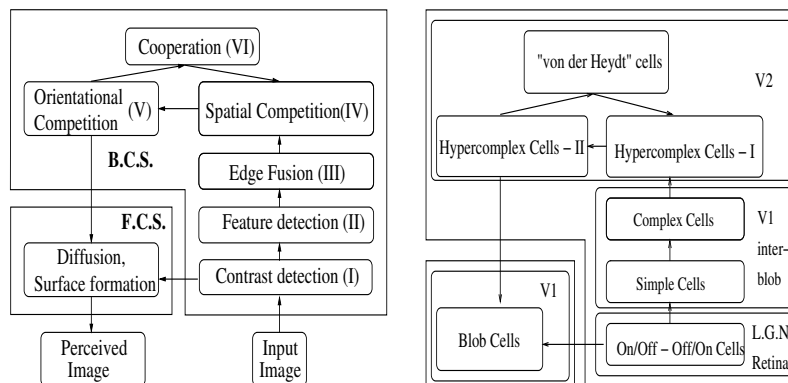 Cooperation (VI)
Orientational
Competition
(V)
Spatial Competition(IV)
B.C.S.
Edge Fusion (III)
F.C.S.
Feature detection (II)
Diffusion,
Surface formation
Contrast detection (I)
Perceived
Image
Input
Image
"von der Heydt" cells
V2
Hypercomplex Cells – II
Hypercomplex Cells – I
Complex Cells
V1
inter–
blob
Simple Cells
V1
Blob Cells
On/Off – Off/On Cells
L.G.N
Retina